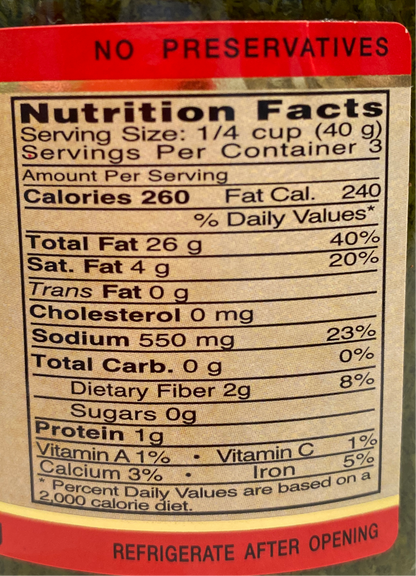 NO PRESERVATIVES
Nutrition Facts
Serving Size: 1/4 cup (40 g)
Servings Per Container 3
Amount Per Serving
Calories 260 Fat Cal. 240
% Daily Values*
Total Fat 26 g 40%
Sat. Fat 4 g 20%
Trans Fat 0 g
Cholesterol 0 mg
Sodium 550 mg 23%
Total Carb. 0 g 0%
Dietary Fiber 2g 8%
Sugars 0g
Protein 1g
Vitamin A 1% • Vitamin C 1%
Calcium 3% • Iron 5%
* Percent Daily Values are based on a
2,000 calorie diet.
REFRIGERATE AFTER OPENING